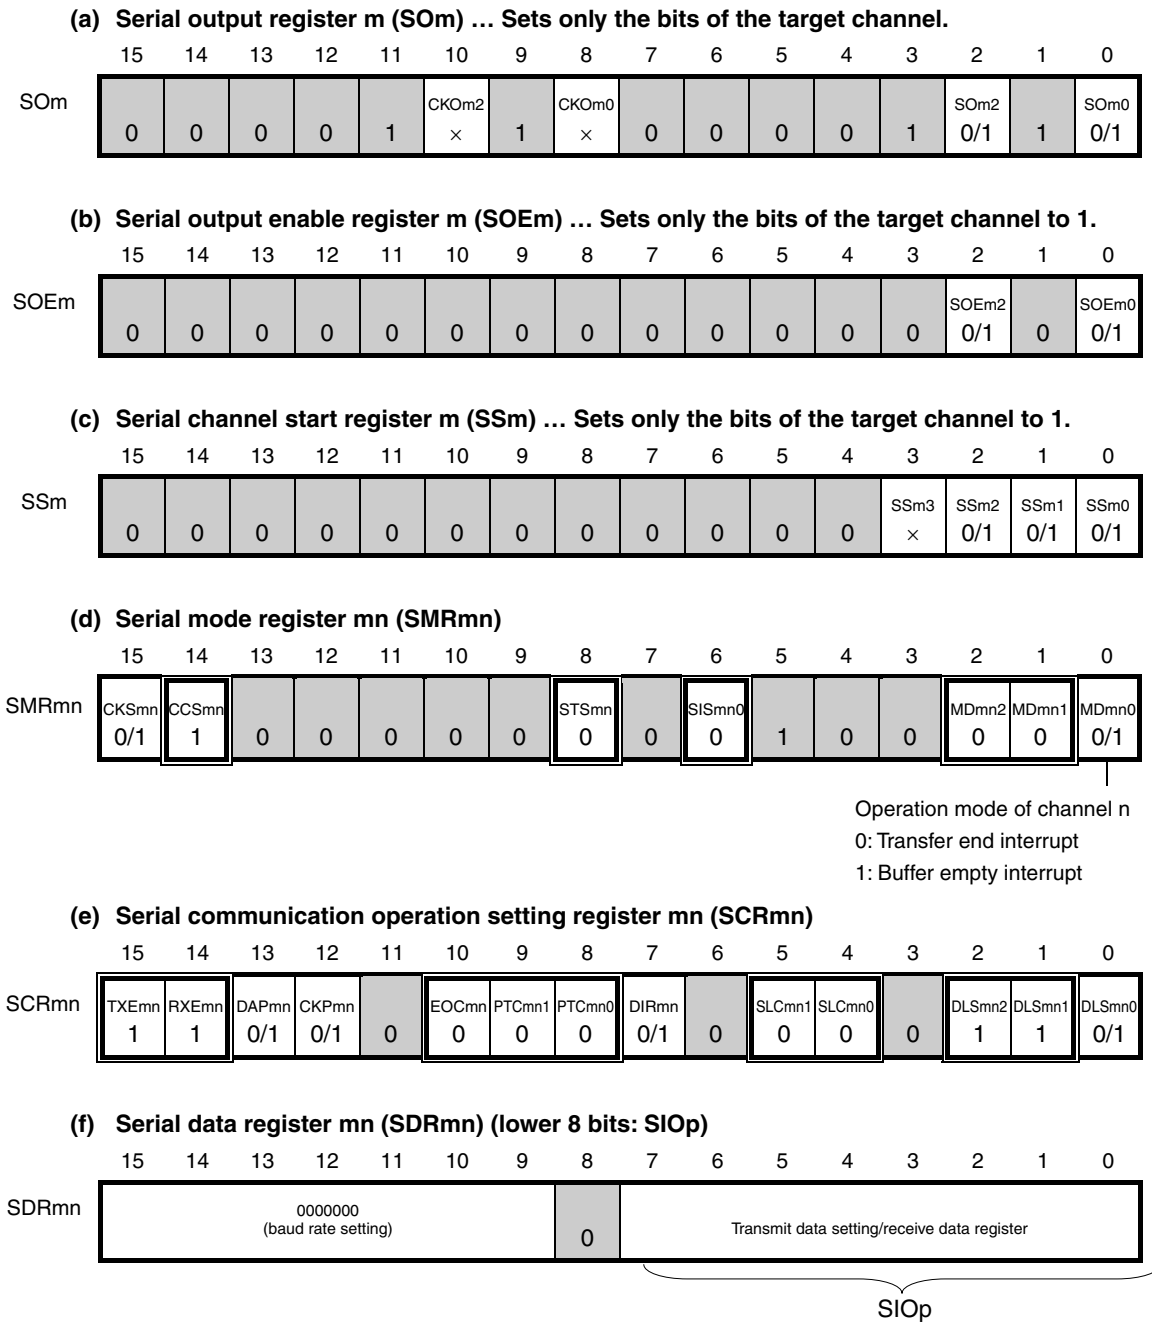 (a) Serial output register m (SOm) … Sets only the bits of the target channel.
15 14 13 12 11 10 9 8 7 6 5 4 3 2 1 0
SOm
CKOm2 CKOm0 SOm2 SOm0
0 0 0 0 1 × 1 × 0 0 0 0 1 0/1 1 0/1
(b) Serial output enable register m (SOEm) … Sets only the bits of the target channel to 1.
15 14 13 12 11 10 9 8 7 6 5 4 3 2 1 0
SOEm
SOEm2 SOEm0
0 0 0 0 0 0 0 0 0 0 0 0 0 0/1 0 0/1
(c) Serial channel start register m (SSm) … Sets only the bits of the target channel to 1.
15 14 13 12 11 10 9 8 7 6 5 4 3 2 1 0
SSm
SSm3 SSm2 SSm1 SSm0
0 0 0 0 0 0 0 0 0 0 0 0 × 0/1 0/1 0/1
(d) Serial mode register mn (SMRmn)
15 14 13 12 11 10 9 8 7 6 5 4 3 2 1 0
SMRmn
CKSmn CCSmn STSmn SISmn0 MDmn2 MDmn1 MDmn0
0/1 1 0 0 0 0 0 0 0 0 1 0 0 0 0 0/1
Operation mode of channel n
0: Transfer end interrupt
1: Buffer empty interrupt
(e) Serial communication operation setting register mn (SCRmn)
15 14 13 12 11 10 9 8 7 6 5 4 3 2 1 0
SCRmn
TXEmn RXEmn DAPmn CKPmn EOCmn PTCmn1 PTCmn0 DIRmn SLCmn1 SLCmn0 DLSmn2 DLSmn1 DLSmn0
1 1 0/1 0/1 0 0 0 0 0/1 0 0 0 0 1 1 0/1
(f) Serial data register mn (SDRmn) (lower 8 bits: SIOp)
15 14 13 12 11 10 9 8 7 6 5 4 3 2 1 0
SDRmn
0000000
(baud rate setting)
0
Transmit data setting/receive data register
SIOp